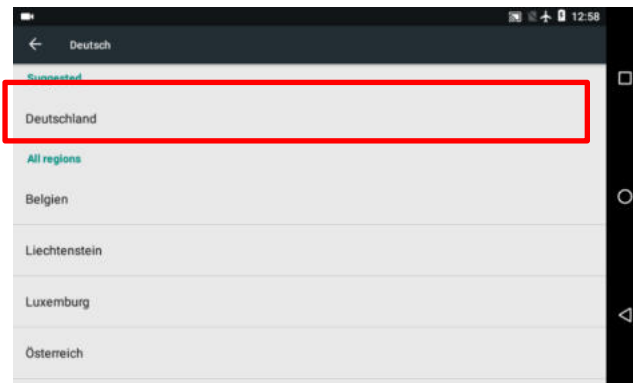 12:58
Deutsch
Suggested
Deutschland
All regions
Belgien
Liechtenstein
Luxemburg
Österreich